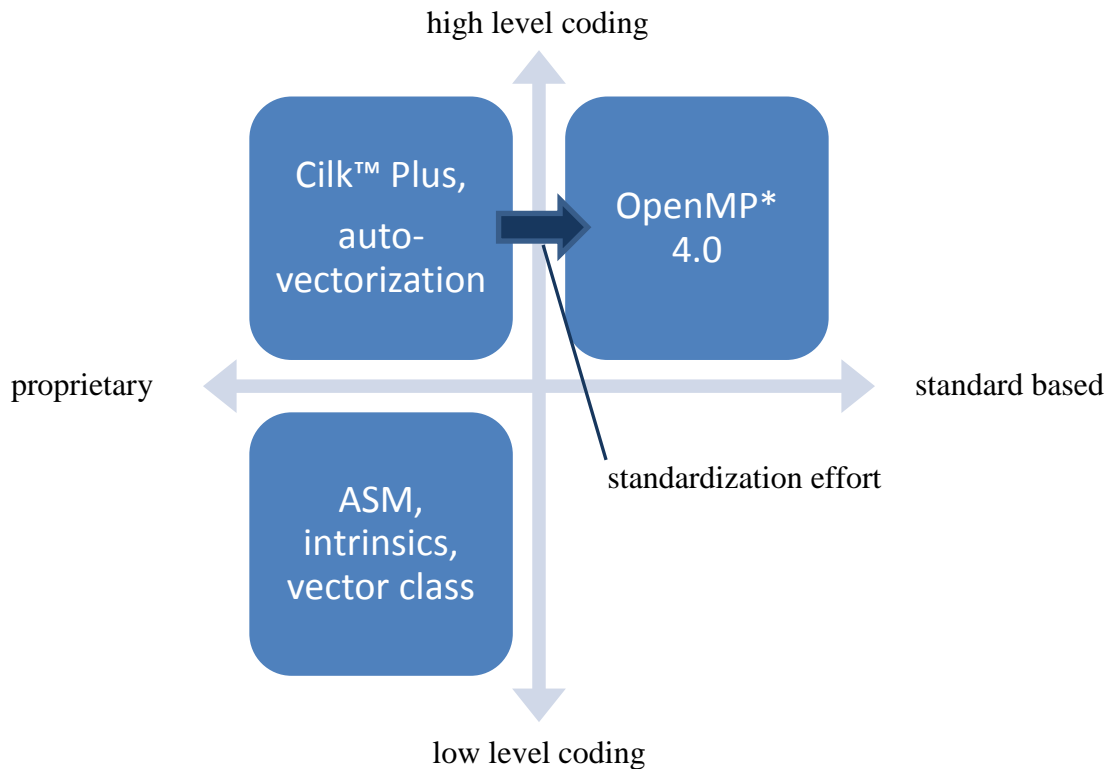 high level coding
Cilk™ Plus,
auto-
vectorization
OpenMP*
4.0
proprietary
standard based
standardization effort
ASM,
intrinsics,
vector class
low level coding